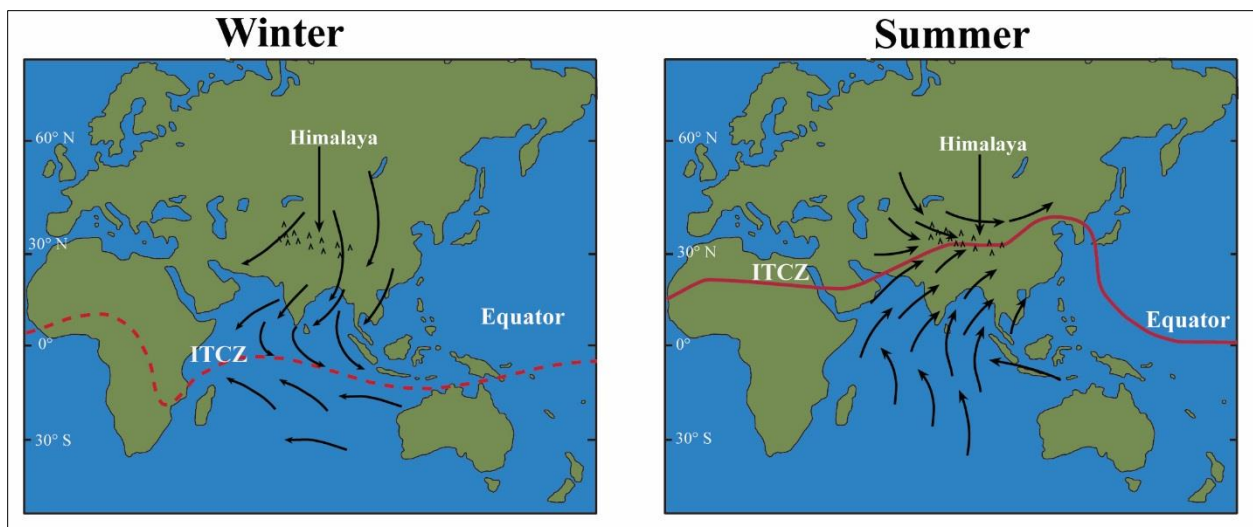 Winter
60° N
Himalaya
30° N
Equator
0°
ITCZ
30° S
Summer
60° N
Himalaya
30° N
ITCZ
Equator
0°
30° S